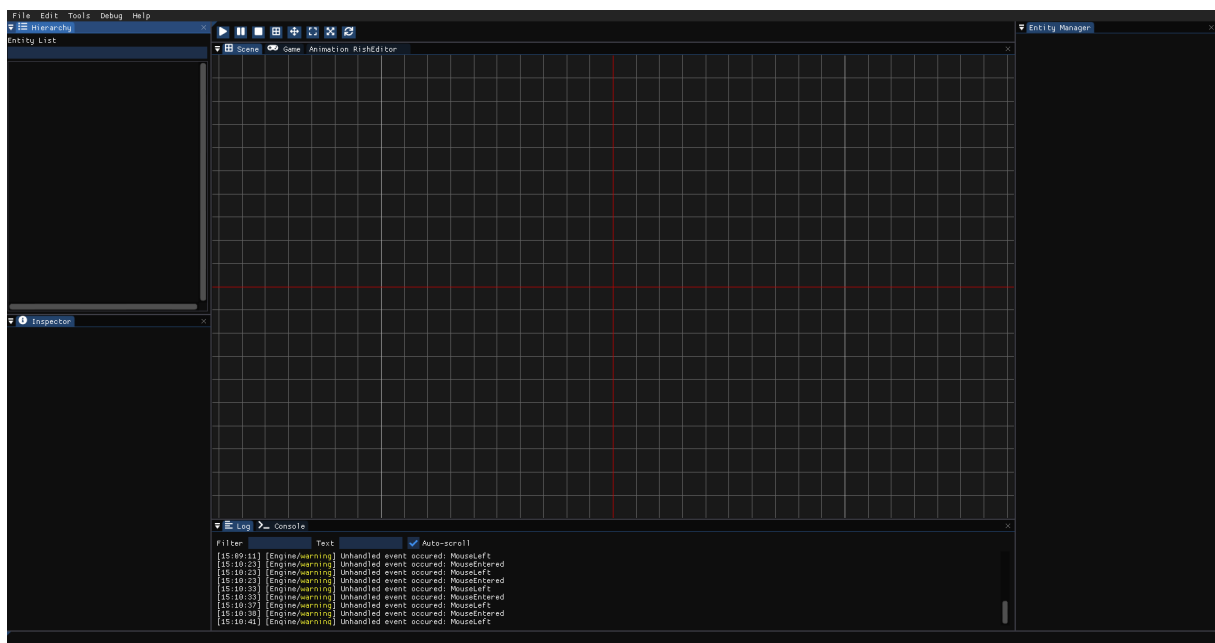 File Edit Tools Debug Help
Hierarchy
Entity List
Scene Game Animation RishEditor
Entity Manager
Inspector
Log Console
Filter Text Auto-scroll
[15:09:11] [Engine/warning] Unhandled event occured: MouseLeft
[15:10:23] [Engine/warning] Unhandled event occured: MouseEntered
[15:10:23] [Engine/warning] Unhandled event occured: MouseLeft
[15:10:23] [Engine/warning] Unhandled event occured: MouseEntered
[15:10:33] [Engine/warning] Unhandled event occured: MouseLeft
[15:10:33] [Engine/warning] Unhandled event occured: MouseEntered
[15:10:37] [Engine/warning] Unhandled event occured: MouseLeft
[15:10:38] [Engine/warning] Unhandled event occured: MouseEntered
[15:10:41] [Engine/warning] Unhandled event occured: MouseLeft